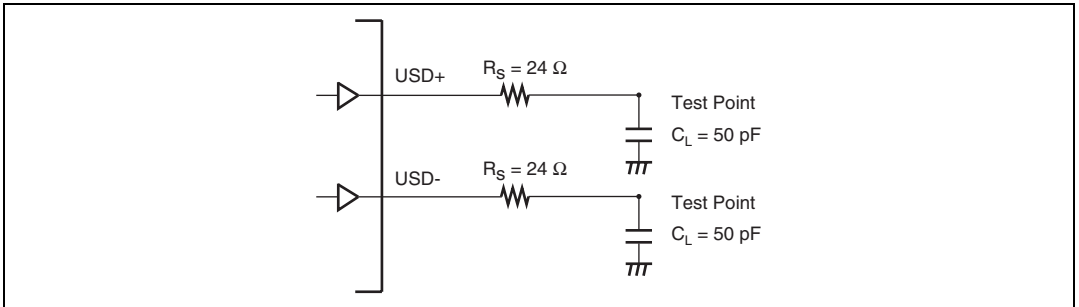 USD+
R_S = 24 Ω
Test Point
C_L = 50 pF
USD-
R_S = 24 Ω
Test Point
C_L = 50 pF